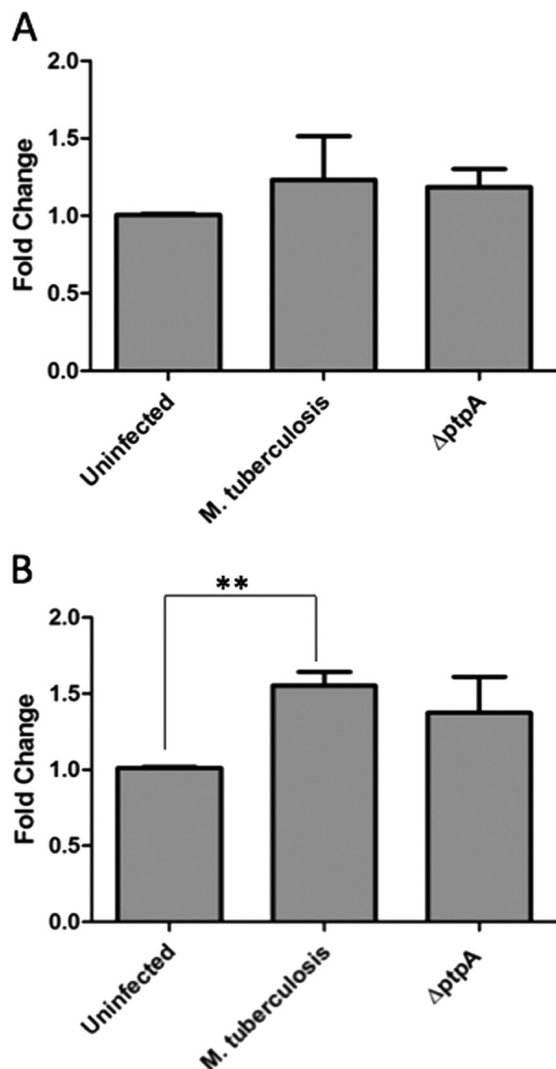 A
Fold Change
2.0
1.5
1.0
0.5
0.0
Uninfected
M. tuberculosis
ΔptpA
B
**
Fold Change
2.0
1.5
1.0
0.5
0.0
Uninfected
M. tuberculosis
ΔptpA